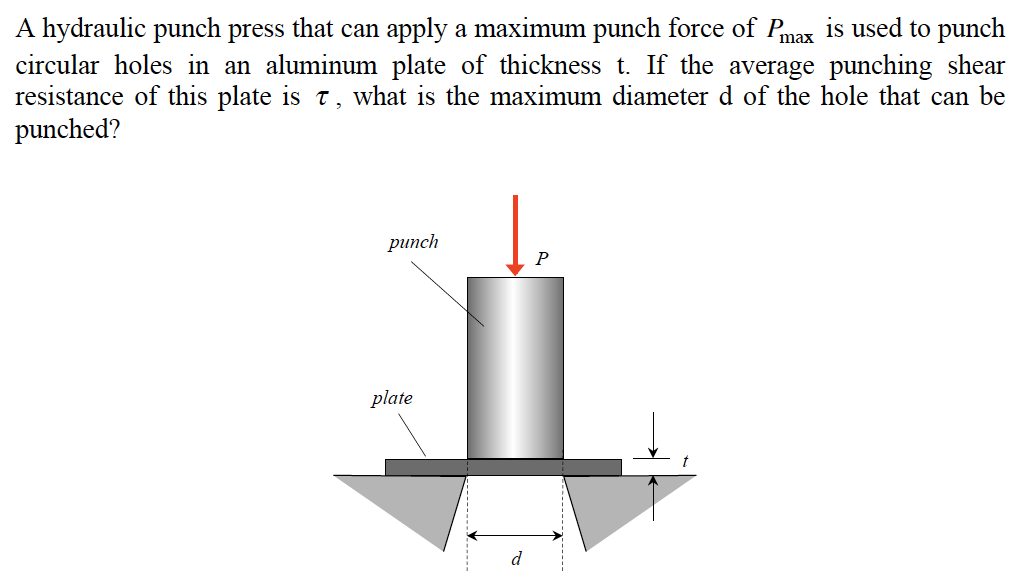 A hydraulic punch press that can apply a maximum punch force of Pmax is used to punch
circular holes in an aluminum plate of thickness t. If the average punching shear
resistance of this plate is τ, what is the maximum diameter d of the hole that can be
punched?
punch
P
plate
t
d